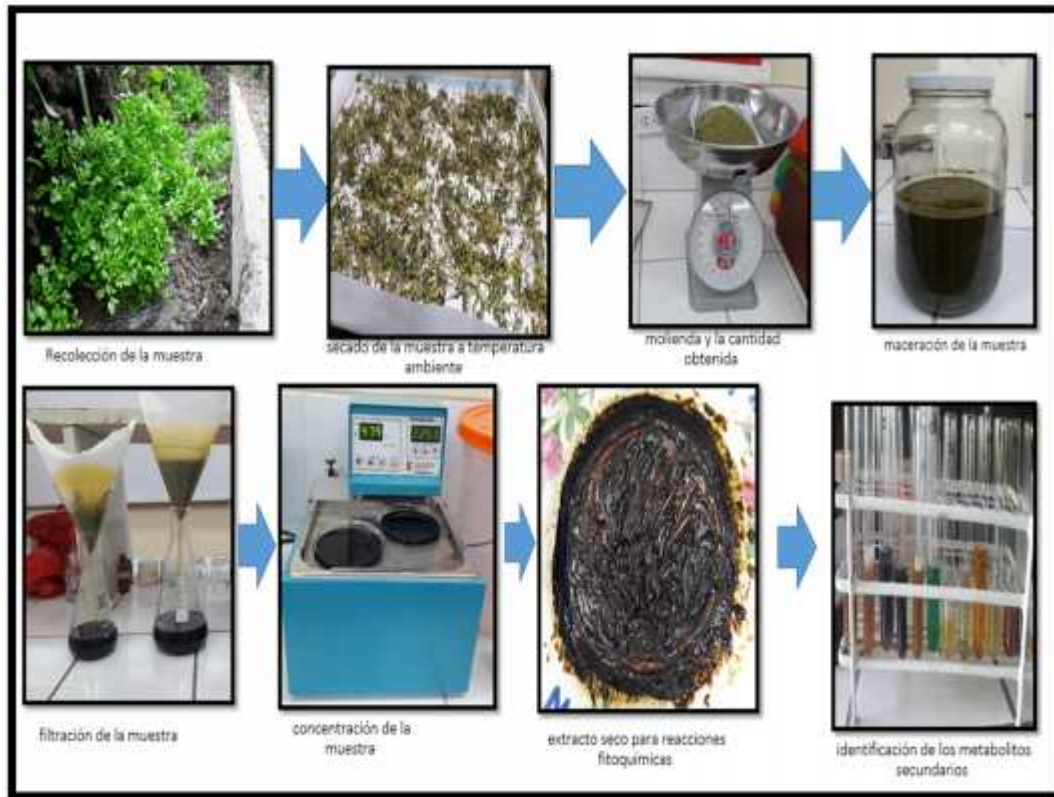 Recolección de la muestra
secado de la muestra a temperatura
ambiente
molienda y la cantidad
obtenida
maceración de la muestra
filtración de la muestra
concentración de la
muestra
extracto seco para reacciones
fitoquímicas
identificación de los metabolitos
secundarios